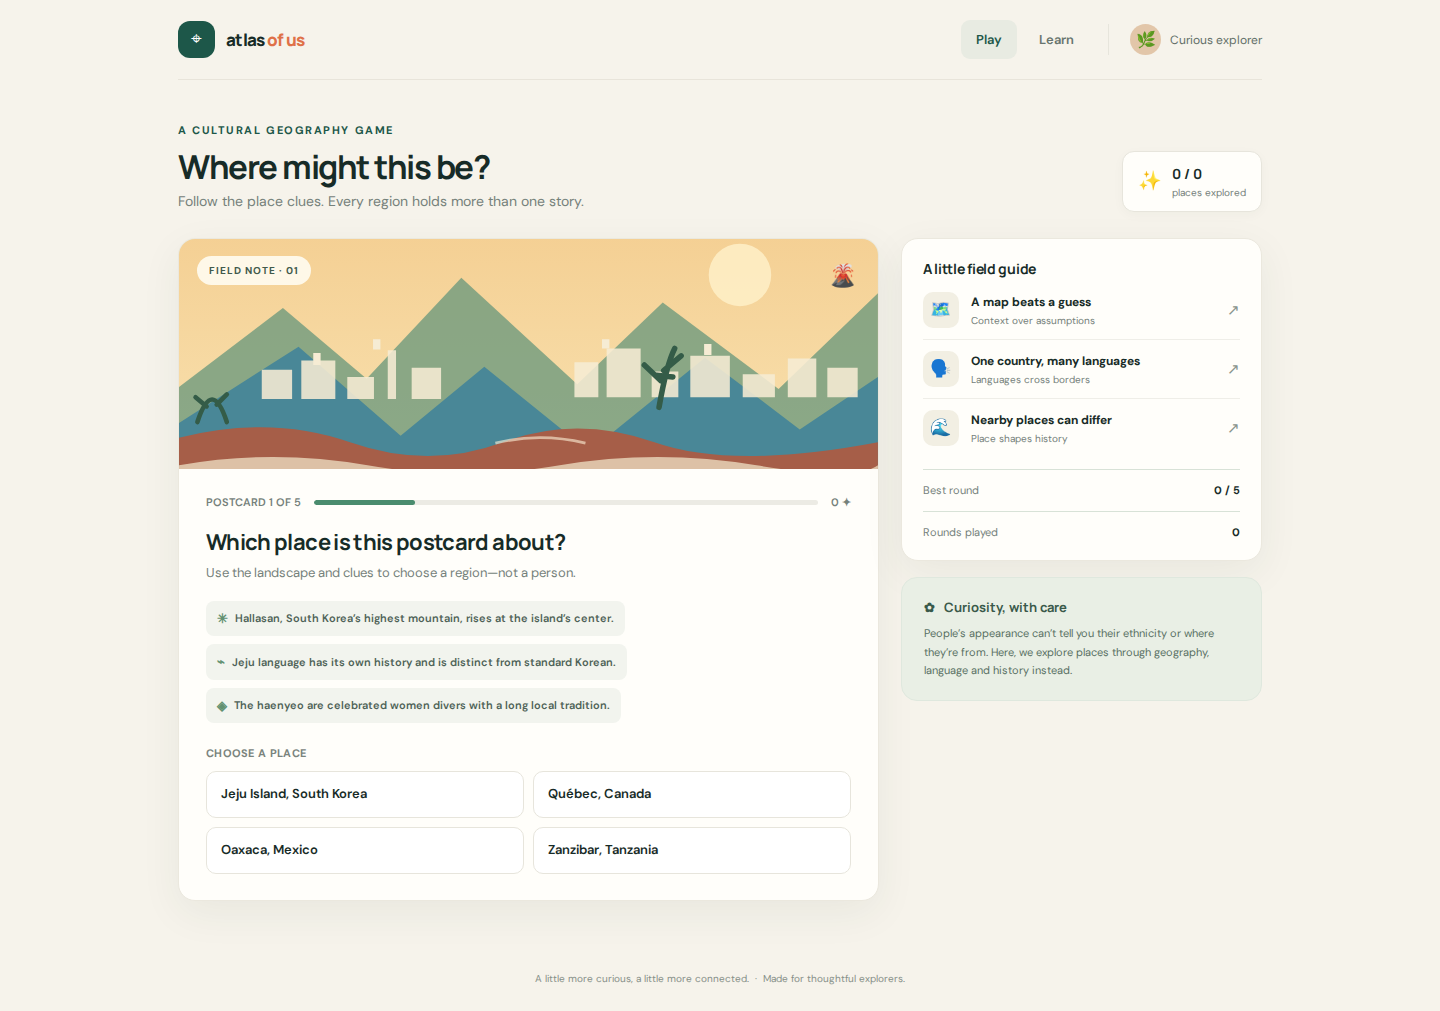 atlas of us
Play
Learn
Curious explorer
A CULTURAL GEOGRAPHY GAME
Where might this be?
Follow the place clues. Every region holds more than one story.
0 / 0
places explored
FIELD NOTE · 01
POSTCARD 1 OF 5
0 ✦
Which place is this postcard about?
Use the landscape and clues to choose a region—not a person.
Hallasan, South Korea's highest mountain, rises at the island's center.
Jeju language has its own history and is distinct from standard Korean.
The haenyeo are celebrated women divers with a long local tradition.
CHOOSE A PLACE
Jeju Island, South Korea
Québec, Canada
Oaxaca, Mexico
Zanzibar, Tanzania
A little field guide
A map beats a guess
Context over assumptions
One country, many languages
Languages cross borders
Nearby places can differ
Place shapes history
Best round
0 / 5
Rounds played
0
Curiosity, with care
People's appearance can't tell you their ethnicity or where
they're from. Here, we explore places through geography,
language and history instead.
A little more curious, a little more connected. · Made for thoughtful explorers.